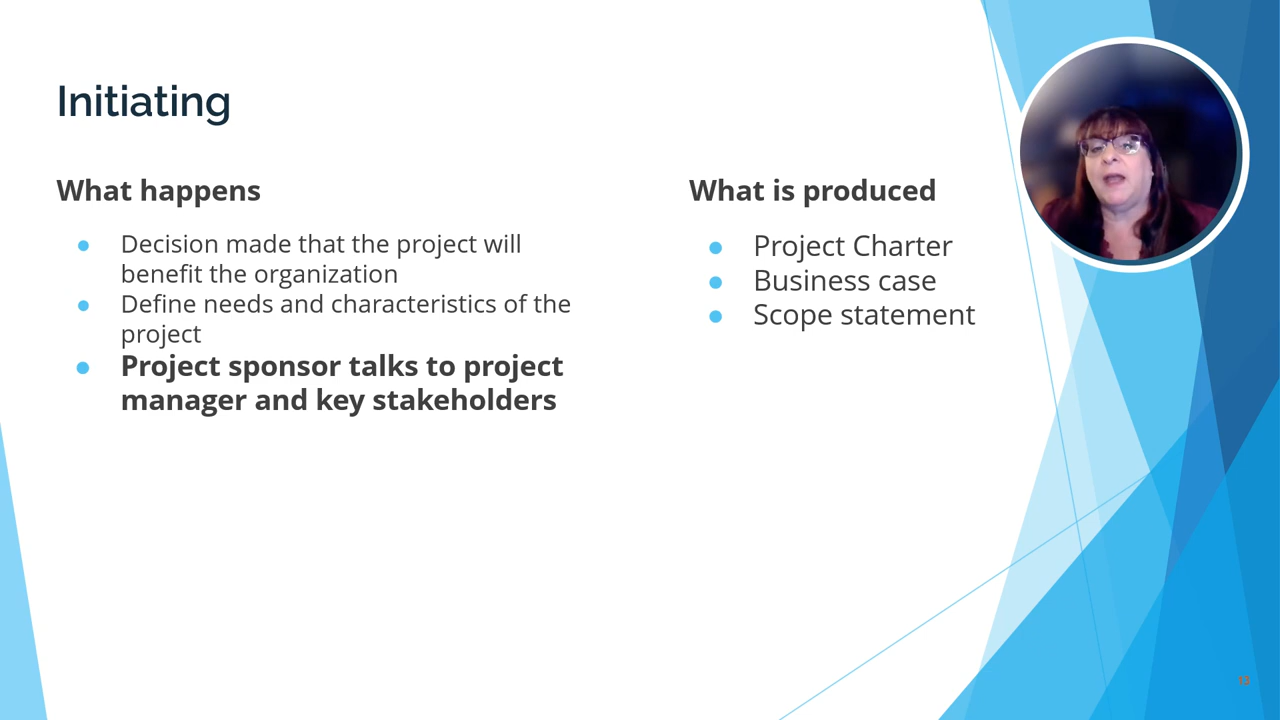 Initiating
What happens
Decision made that the project will
benefit the organization
Define needs and characteristics of the
project
Project sponsor talks to project
manager and key stakeholders
What is produced
Project Charter
Business case
Scope statement
13